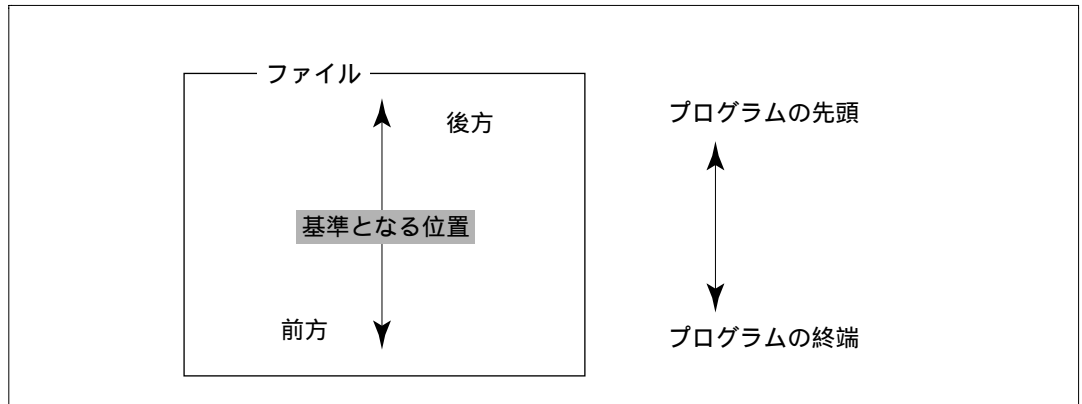 ファイル
後方
プログラムの先頭
基準となる位置
前方
プログラムの終端